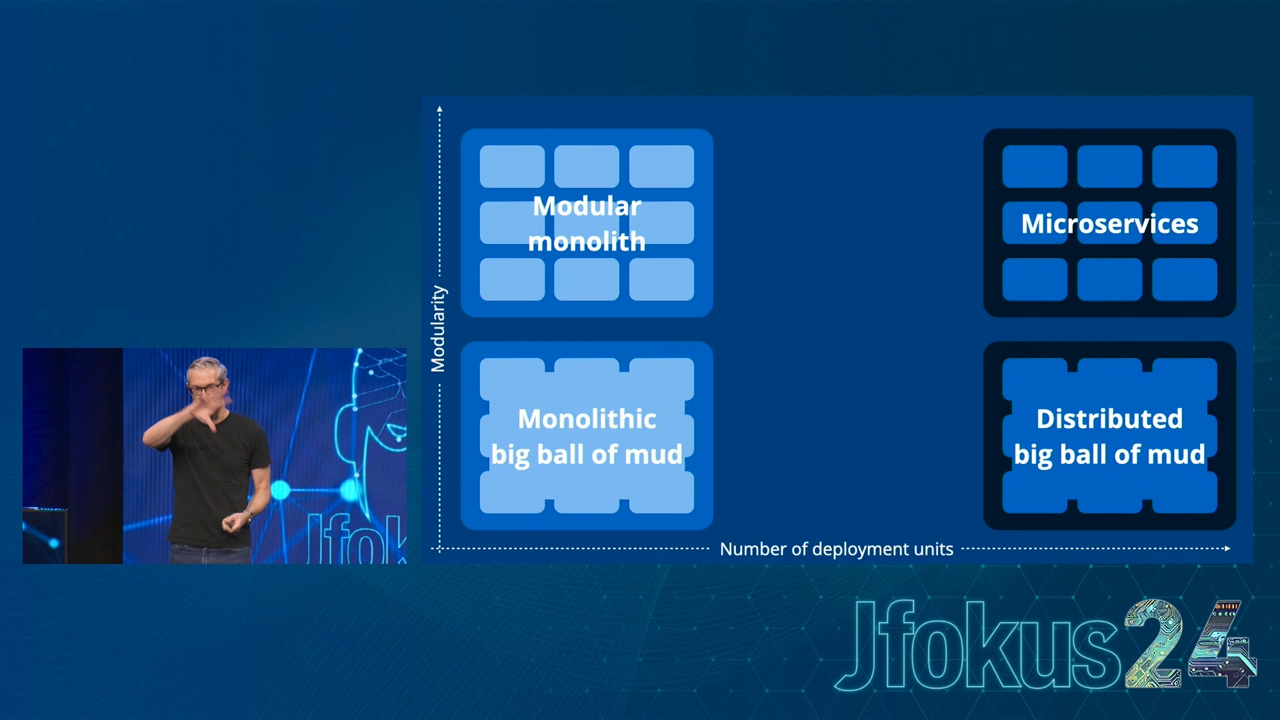 Modularity
Modular
monolith
Microservices
Monolithic
big ball of mud
Distributed
big ball of mud
Number of deployment units
Jfok
Jfokus24